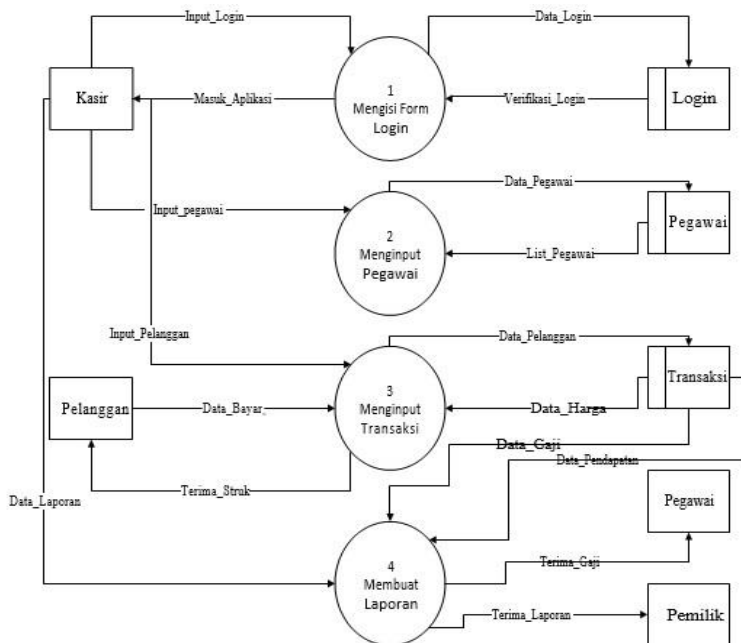 Input_Login
Data_Login
Kasir
Masuk_Aplikasi
1
Mengisi Form
Login
Verifikasi_Login
Login
Data_Pegawai
Input_pegawai
2
Menginput
Pegawai
List_Pegawai
Pegawai
Input_Pelanggan
Data_Pelanggan
Pelanggan
Data_Bayar
3
Menginput
Transaksi
Data_Harga
Transaksi
Data_Gaji
Data_Pendapatan
Terima_Struk
Data_Laporan
Pegawai
4
Membuat
Laporan
Terima_Gaji
Terima_Laporan
Pemilik